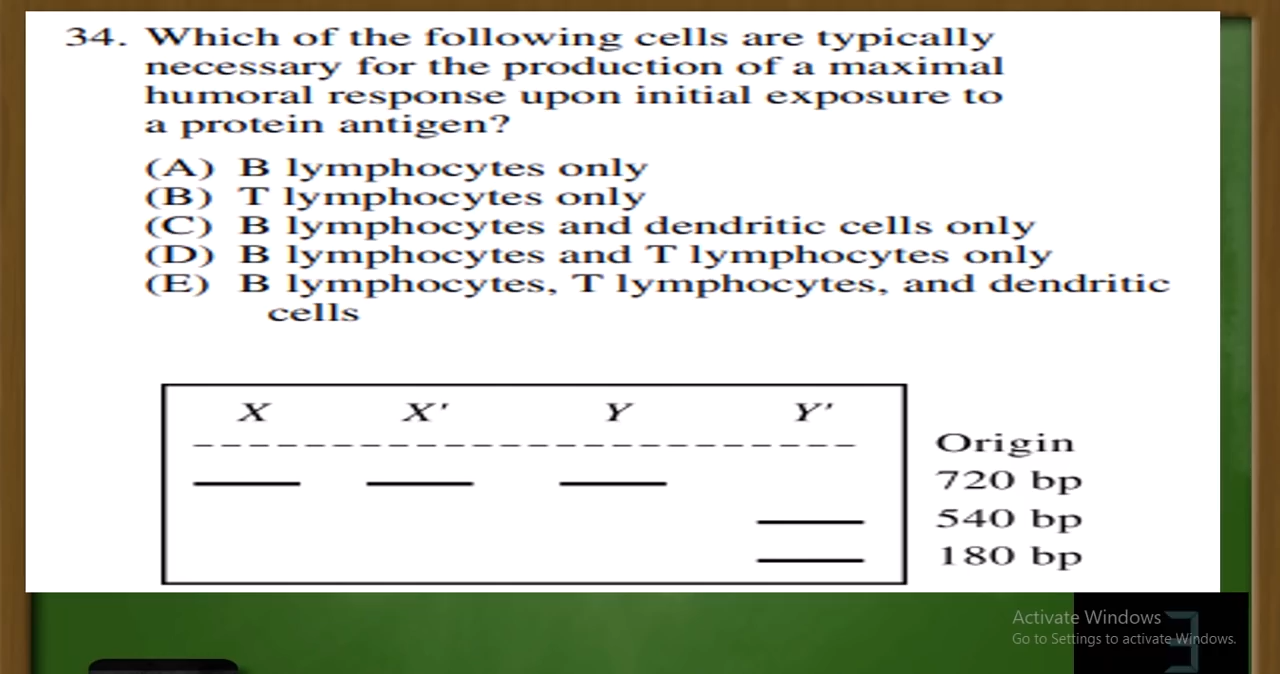 34. Which of the following cells are typically
necessary for the production of a maximal
humoral response upon initial exposure to
a protein antigen?
(A) B lymphocytes only
(B) T lymphocytes only
(C) B lymphocytes and dendritic cells only
(D) B lymphocytes and T lymphocytes only
(E) B lymphocytes, T lymphocytes, and dendritic
cells
X X' Y Y'
Origin
720 bp
540 bp
180 bp
Activate Windows
Go to Settings to activate Windows.